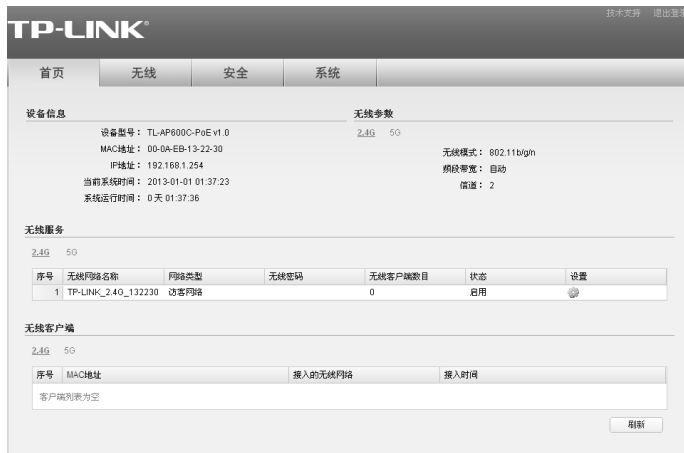 技术支持 退出登录
TP-LINK®
首页 无线 安全 系统
设备信息
设备型号： TL-AP600C-PoE v1.0
MAC地址： 00-0A-EB-13-22-30
IP地址： 192.168.1.254
当前系统时间： 2013-01-01 01:37:23
系统运行时间： 0 天 01:37:36
无线参数
2.4G 5G
无线模式： 802.11b/g/n
频段带宽： 自动
信道： 2
无线服务
2.4G 5G
序号 无线网络名称 网络类型 无线密码 无线客户端数目 状态 设置
1 TP-LINK_2.4G_132230 访客网络 0 启用
无线客户端
2.4G 5G
序号 MAC地址 接入的无线网络 接入时间
客户端列表为空
刷新